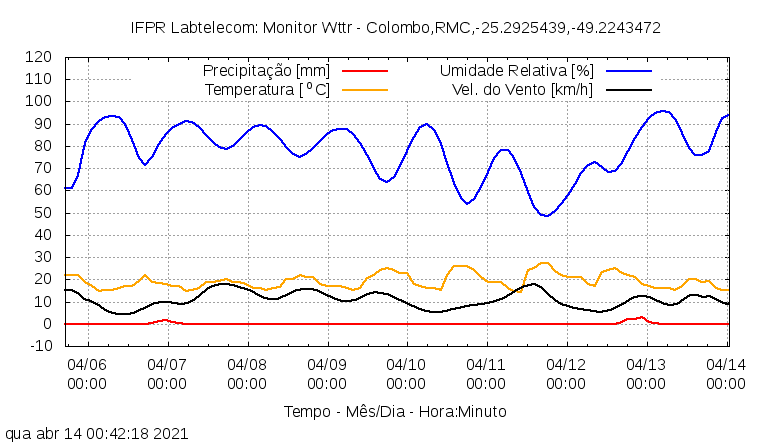 IFPR Labtelecom: Monitor Wttr - Colombo,RMC,-25.2925439,-49.2243472
Precipitação [mm]
Temperatura [⁰C]
Umidade Relativa [%]
Vel. do Vento [km/h]
120
110
100
90
80
70
60
50
40
30
20
10
0
-10
04/06 04/07 04/08 04/09 04/10 04/11 04/12 04/13 04/14
00:00 00:00 00:00 00:00 00:00 00:00 00:00 00:00 00:00
Tempo - Mês/Dia - Hora:Minuto
qua abr 14 00:42:18 2021